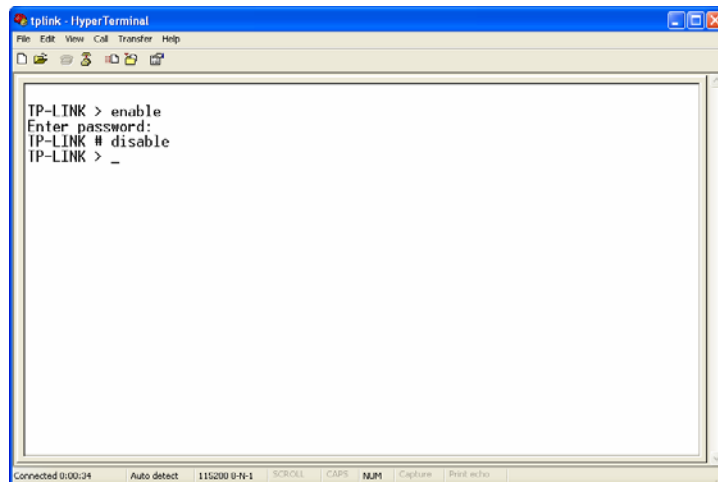 tplink - HyperTerminal
File Edit View Call Transfer Help
TP-LINK > enable
Enter password:
TP-LINK # disable
TP-LINK > _
Connected 0:00:34 Auto detect 115200 8-N-1 SCROLL CAPS NUM Capture Print echo